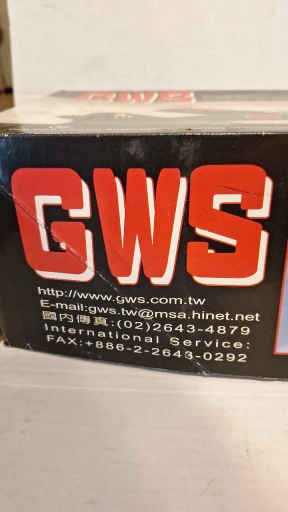 GWS
GWS
http://www.gws.com.tw
E-mail:gws.tw@msa.hinet.net
國內傳真:(02)2643-4879
International Service:
FAX:+886-2-2643-0292